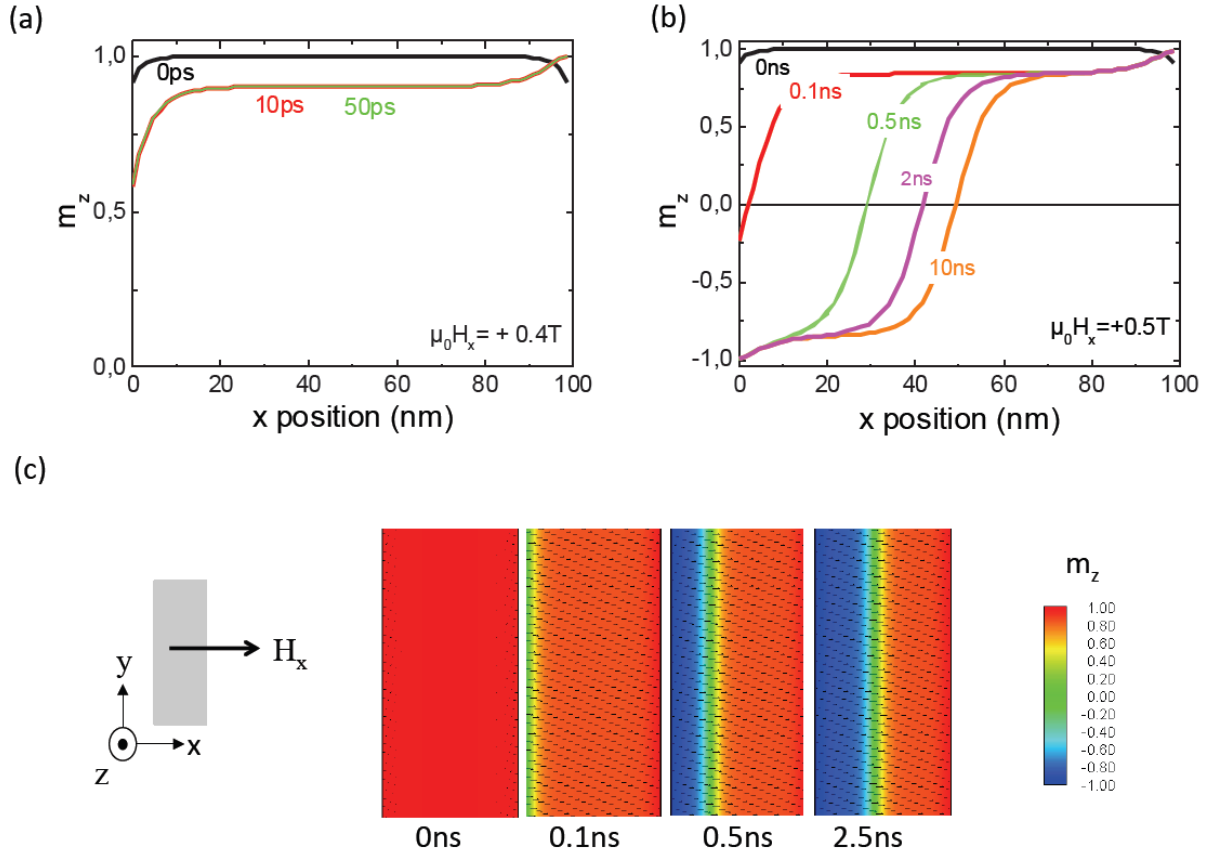 (a)
1,0
0,5
0,0
m_z
0ps
10ps
50ps
μ₀Hₓ= + 0.4T
0
20
40
60
80
100
x position (nm)
(b)
1,0
0,5
0,0
-0,5
-1,0
m_z
0ns
0.1ns
0.5ns
2ns
10ns
μ₀Hₓ=+0.5T
0
20
40
60
80
100
x position (nm)
(c)
Hₓ
y
x
z
0ns
0.1ns
0.5ns
2.5ns
m_z
1.00
0.80
0.60
0.40
0.20
0.00
-0.20
-0.40
-0.60
-0.80
-1.00